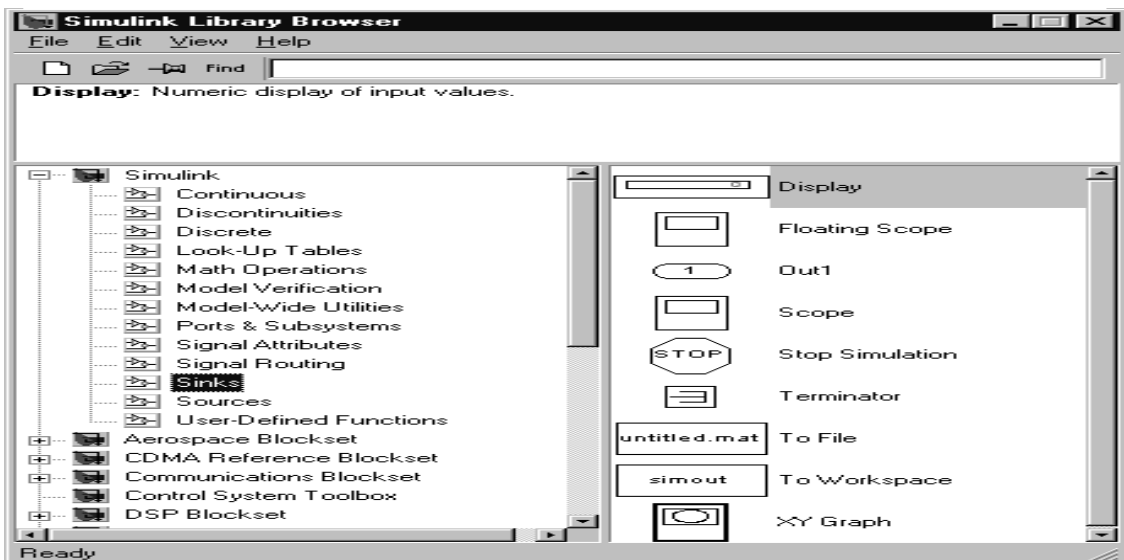 Simulink Library Browser
File Edit View Help
Find
Display: Numeric display of input values.
Simulink
Continuous
Discontinuities
Discrete
Look-Up Tables
Math Operations
Model Verification
Model-Wide Utilities
Ports & Subsystems
Signal Attributes
Signal Routing
Sinks
Sources
User-Defined Functions
Aerospace Blockset
CDMA Reference Blockset
Communications Blockset
Control System Toolbox
DSP Blockset
Display
Floating Scope
1 Out1
Scope
STOP Stop Simulation
Terminator
untitled.mat To File
simout To Workspace
XY Graph
Ready